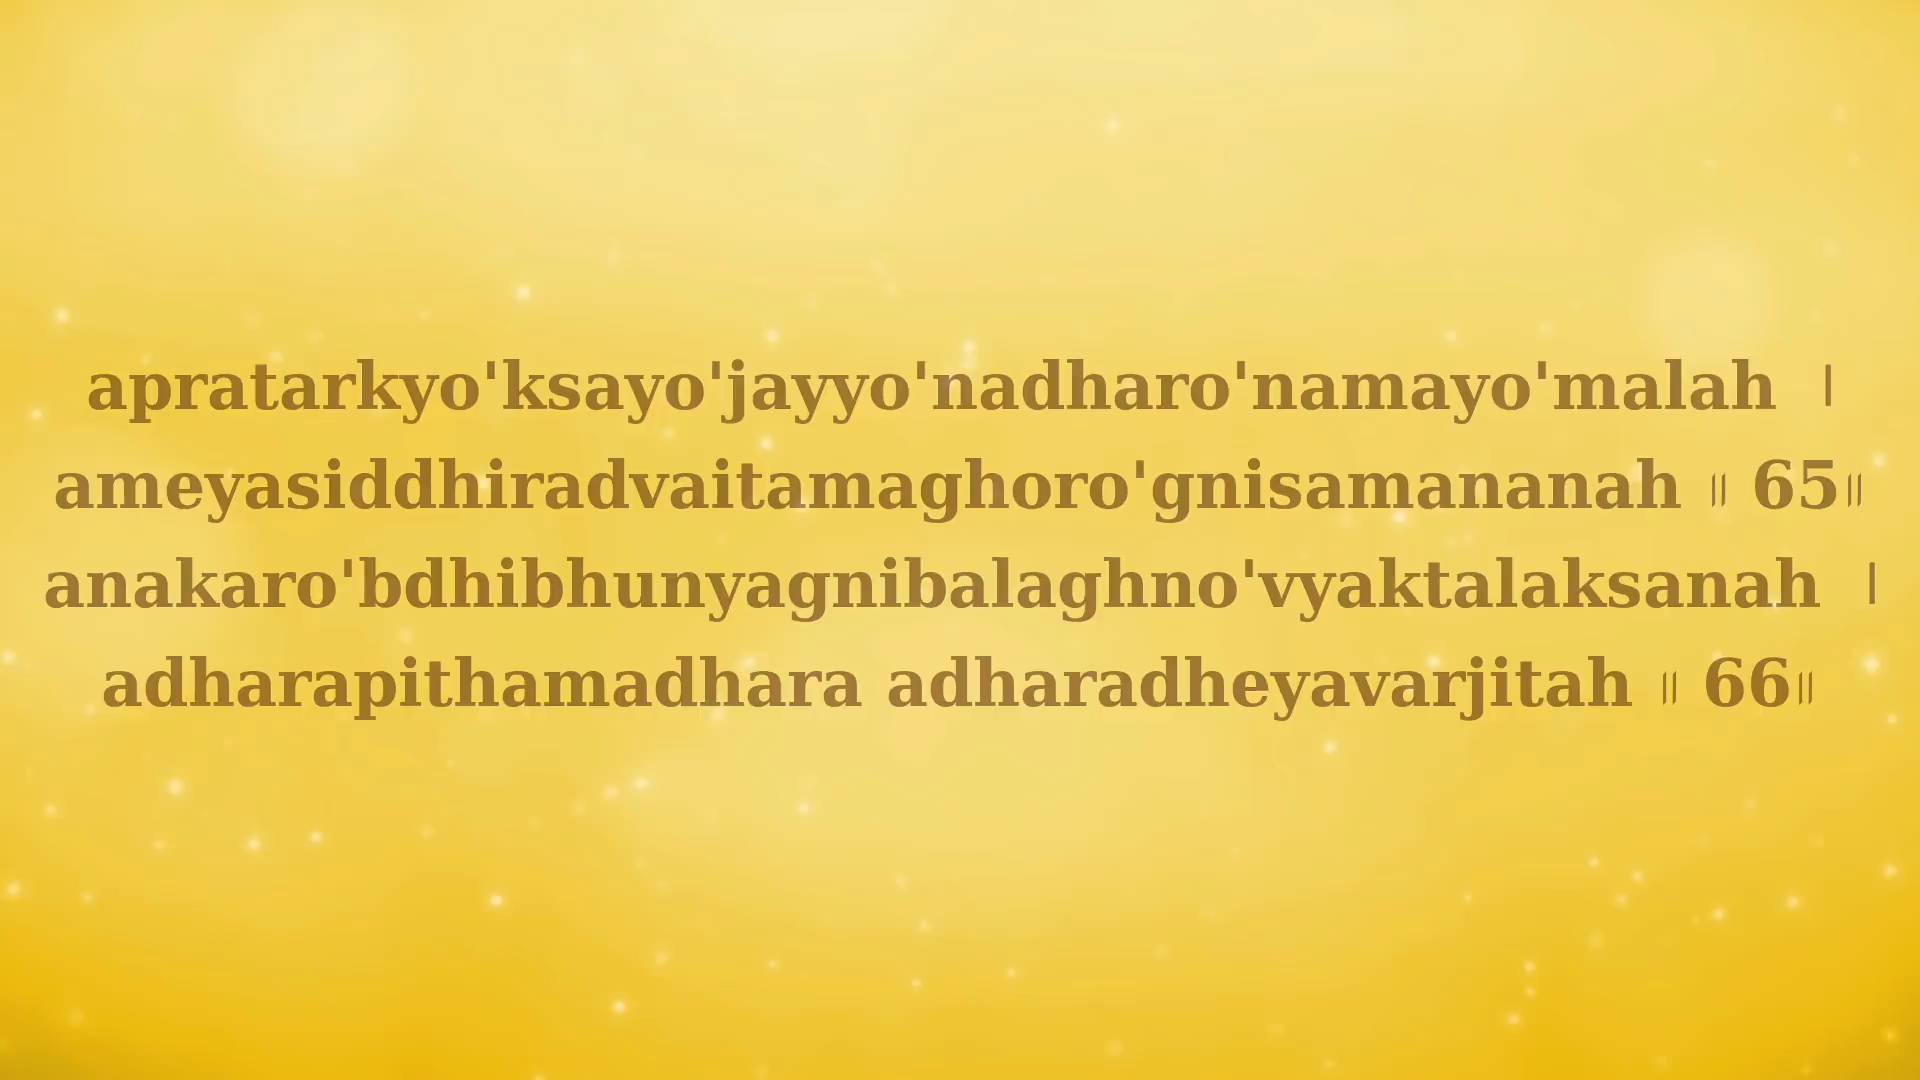 apratarkyo'ksayo'jayyo'nadharo'namayo'malah ।
ameyasiddhiradvaitamaghoro'gnisamananah ॥ 65॥
anakaro'bdhibhunyagnibalaghno'vyaktalaksanah ।
adharapithamadhara adharadheyavarjitah ॥ 66॥